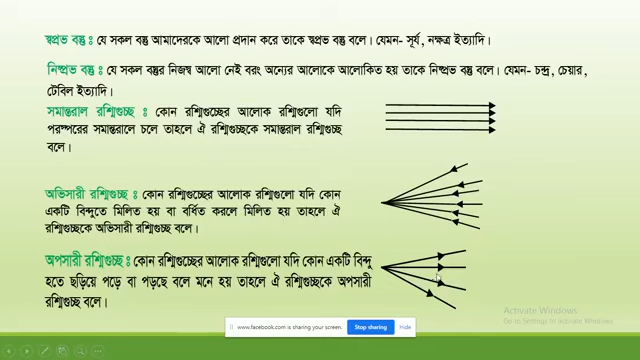 স্বপ্রভ বস্তু : যে সকল বস্তু আমাদেরকে আলো প্রদান করে তাকে স্বপ্রভ বস্তু বলে। যেমন- সূর্য, নক্ষত্র ইত্যাদি।
নিষ্প্রভ বস্তু : যে সকল বস্তুর নিজস্ব আলো নেই বরং অন্যের আলোকে আলোকিত হয় তাকে নিষ্প্রভ বস্তু বলে। যেমন- চন্দ্র, চেয়ার,
টেবিল ইত্যাদি।
সমান্তরাল রশ্মিগুচ্ছ : কোন রশ্মিগুচ্ছের আলোক রশ্মিগুলো যদি
পরস্পরের সমান্তরালে চলে তাহলে ঐ রশ্মিগুচ্ছকে সমান্তরাল রশ্মিগুচ্ছ
বলে।
অভিসারী রশ্মিগুচ্ছ : কোন রশ্মিগুচ্ছের আলোক রশ্মিগুলো যদি কোন
একটি বিন্দুতে মিলিত হয় বা বর্ধিত করলে মিলিত হয় তাহলে ঐ
রশ্মিগুচ্ছকে অভিসারী রশ্মিগুচ্ছ বলে।
অপসারী রশ্মিগুচ্ছ : কোন রশ্মিগুচ্ছের আলোক রশ্মিগুলো যদি কোন একটি বিন্দু
হতে ছড়িয়ে পড়ে বা পড়ছে বলে মনে হয় তাহলে ঐ রশ্মিগুচ্ছকে অপসারী
রশ্মিগুচ্ছ বলে।
Activate Windows
Go to Settings to activate Windows.
www.facebook.com is sharing your screen. Stop sharing Hide